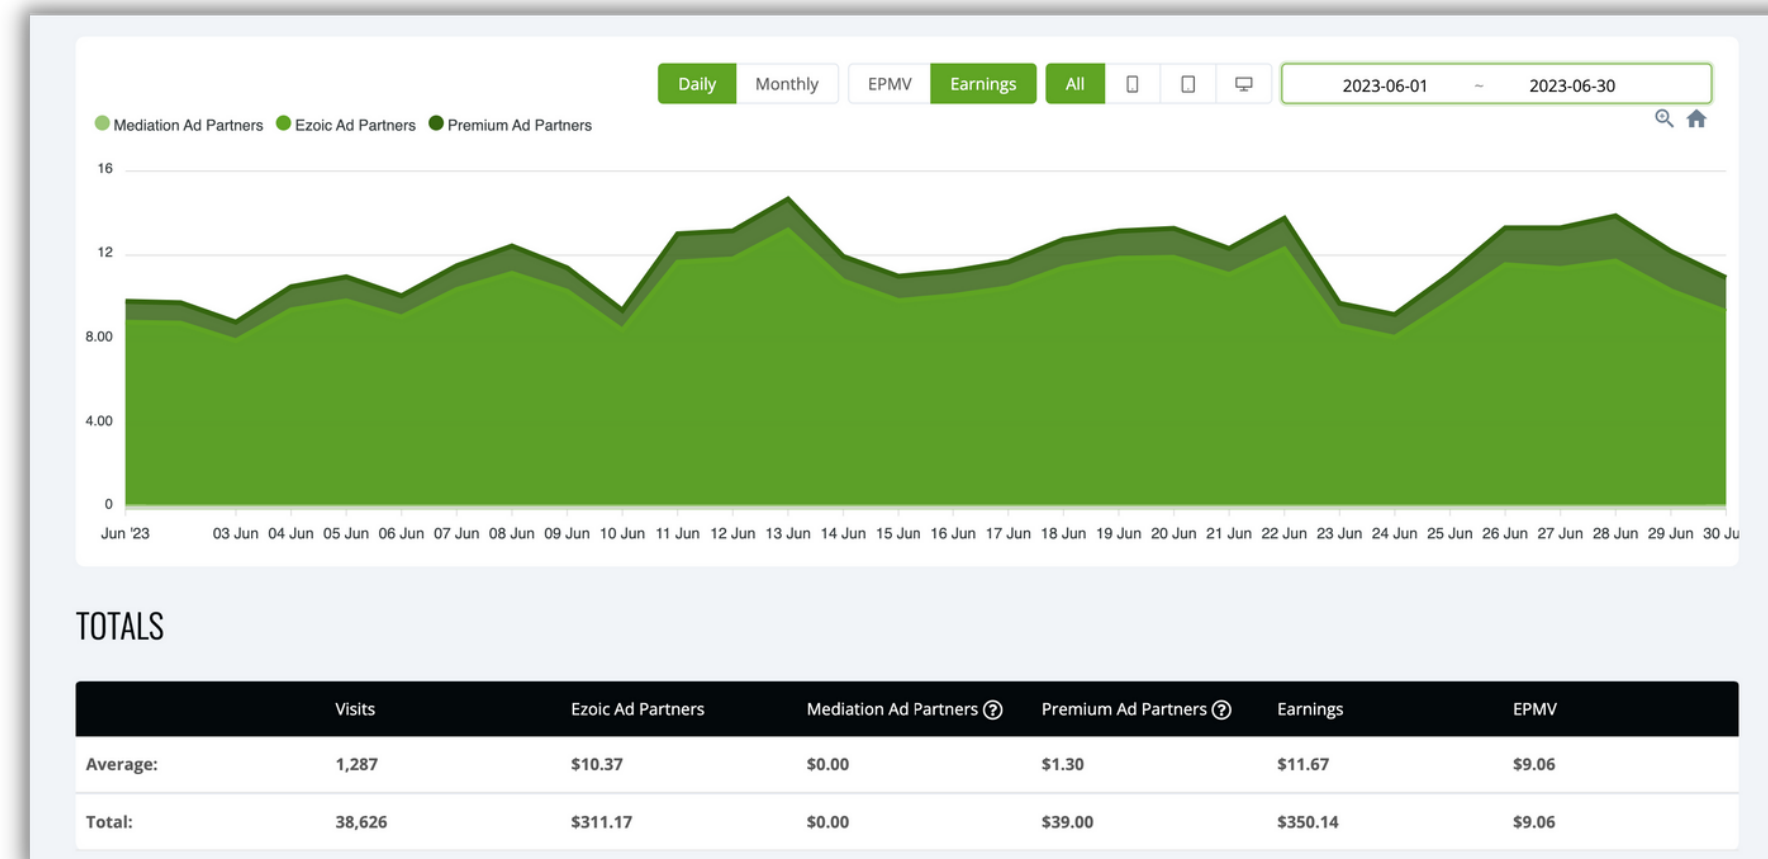 Daily Monthly EPMV Earnings All 2023-06-01 ~ 2023-06-30
Mediation Ad Partners Ezoic Ad Partners Premium Ad Partners
16
12
8.00
4.00
0
Jun '23 03 Jun 04 Jun 05 Jun 06 Jun 07 Jun 08 Jun 09 Jun 10 Jun 11 Jun 12 Jun 13 Jun 14 Jun 15 Jun 16 Jun 17 Jun 18 Jun 19 Jun 20 Jun 21 Jun 22 Jun 23 Jun 24 Jun 25 Jun 26 Jun 27 Jun 28 Jun 29 Jun 30 Ju
TOTALS
Visits Ezoic Ad Partners Mediation Ad Partners ? Premium Ad Partners ? Earnings EPMV
Average: 1,287 $10.37 $0.00 $1.30 $11.67 $9.06
Total: 38,626 $311.17 $0.00 $39.00 $350.14 $9.06